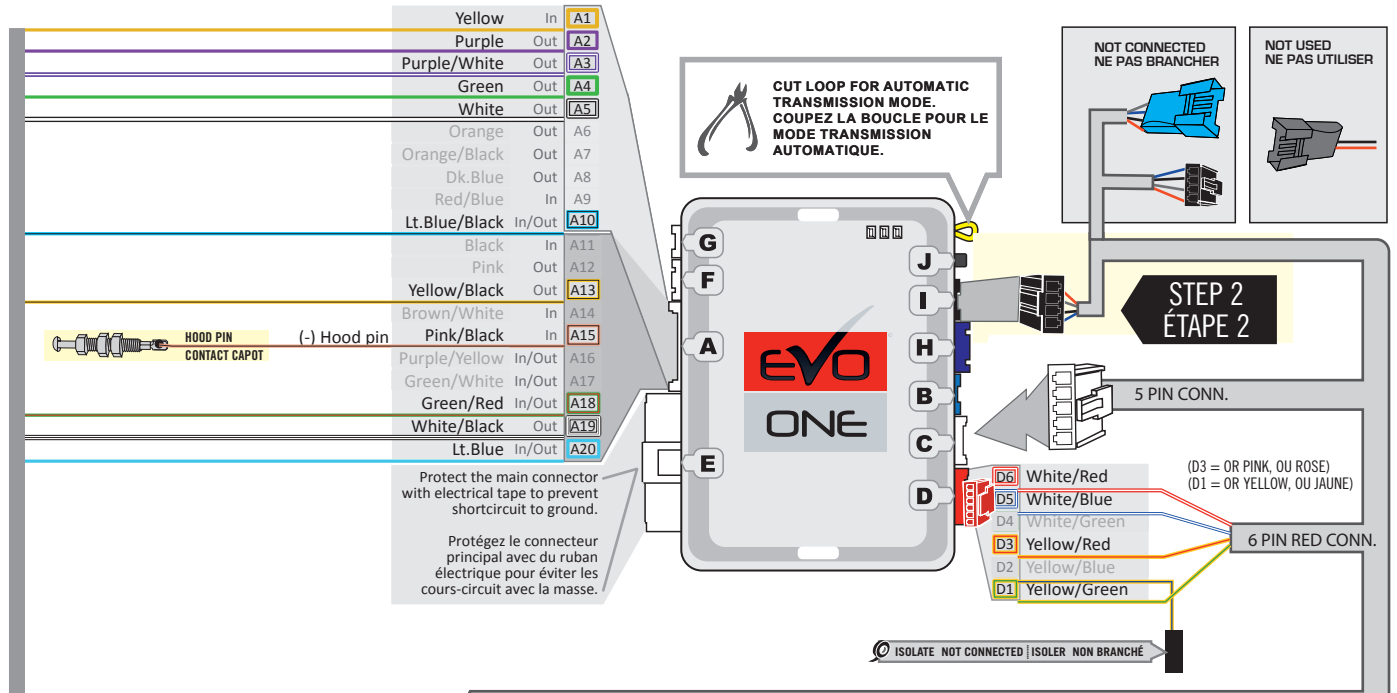 Yellow In A1
Purple Out A2
Purple/White Out A3
Green Out A4
White Out A5
Orange Out A6
Orange/Black Out A7
Dk.Blue Out A8
Red/Blue In A9
Lt.Blue/Black In/Out A10
Black In A11
Pink Out A12
Yellow/Black Out A13
Brown/White In A14
Pink/Black In A15
Purple/Yellow In/Out A16
Green/White In/Out A17
Green/Red In/Out A18
White/Black Out A19
Lt.Blue In/Out A20
HOOD PIN
CONTACT CAPOT
(-) Hood pin
Protect the main connector
with electrical tape to prevent
shortcircuit to ground.
Protégez le connecteur
principal avec du ruban
électrique pour éviter les
cours-circuit avec la masse.
CUT LOOP FOR AUTOMATIC
TRANSMISSION MODE.
COUPEZ LA BOUCLE POUR LE
MODE TRANSMISSION
AUTOMATIQUE.
G
F
A
E
J
I
H
B
C
D
EVO
ONE
NOT CONNECTED
NE PAS BRANCHER
NOT USED
NE PAS UTILISER
STEP 2
ÉTAPE 2
5 PIN CONN.
(D3 = OR PINK, OU ROSE)
(D1 = OR YELLOW, OU JAUNE)
D6 White/Red
D5 White/Blue
D4 White/Green
D3 Yellow/Red
D2 Yellow/Blue
D1 Yellow/Green
6 PIN RED CONN.
ISOLATE NOT CONNECTED | ISOLER NON BRANCHÉ